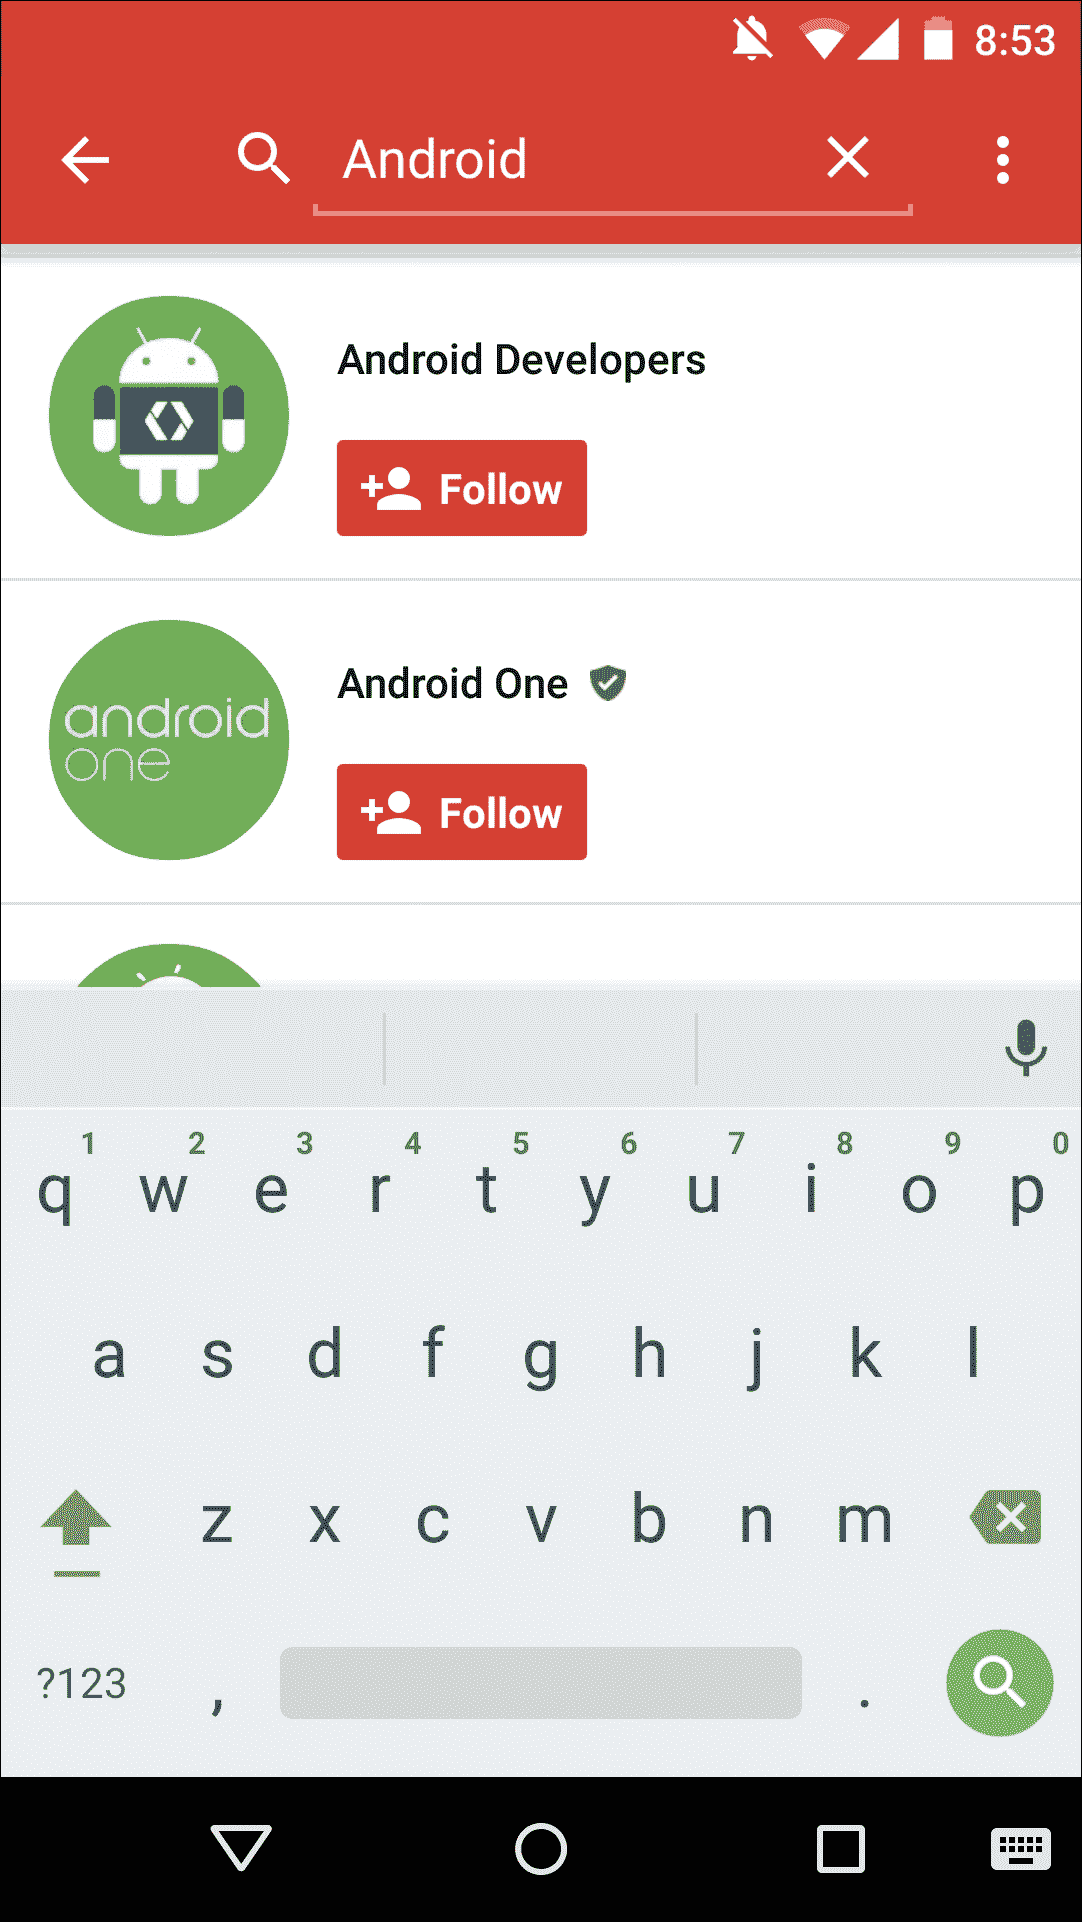 8:53
Android
Android Developers
Follow
android
one
Android One
Follow
1 2 3 4 5 6 7 8 9 0
q w e r t y u i o p
a s d f g h j k l
z x c v b n m
?123 , .